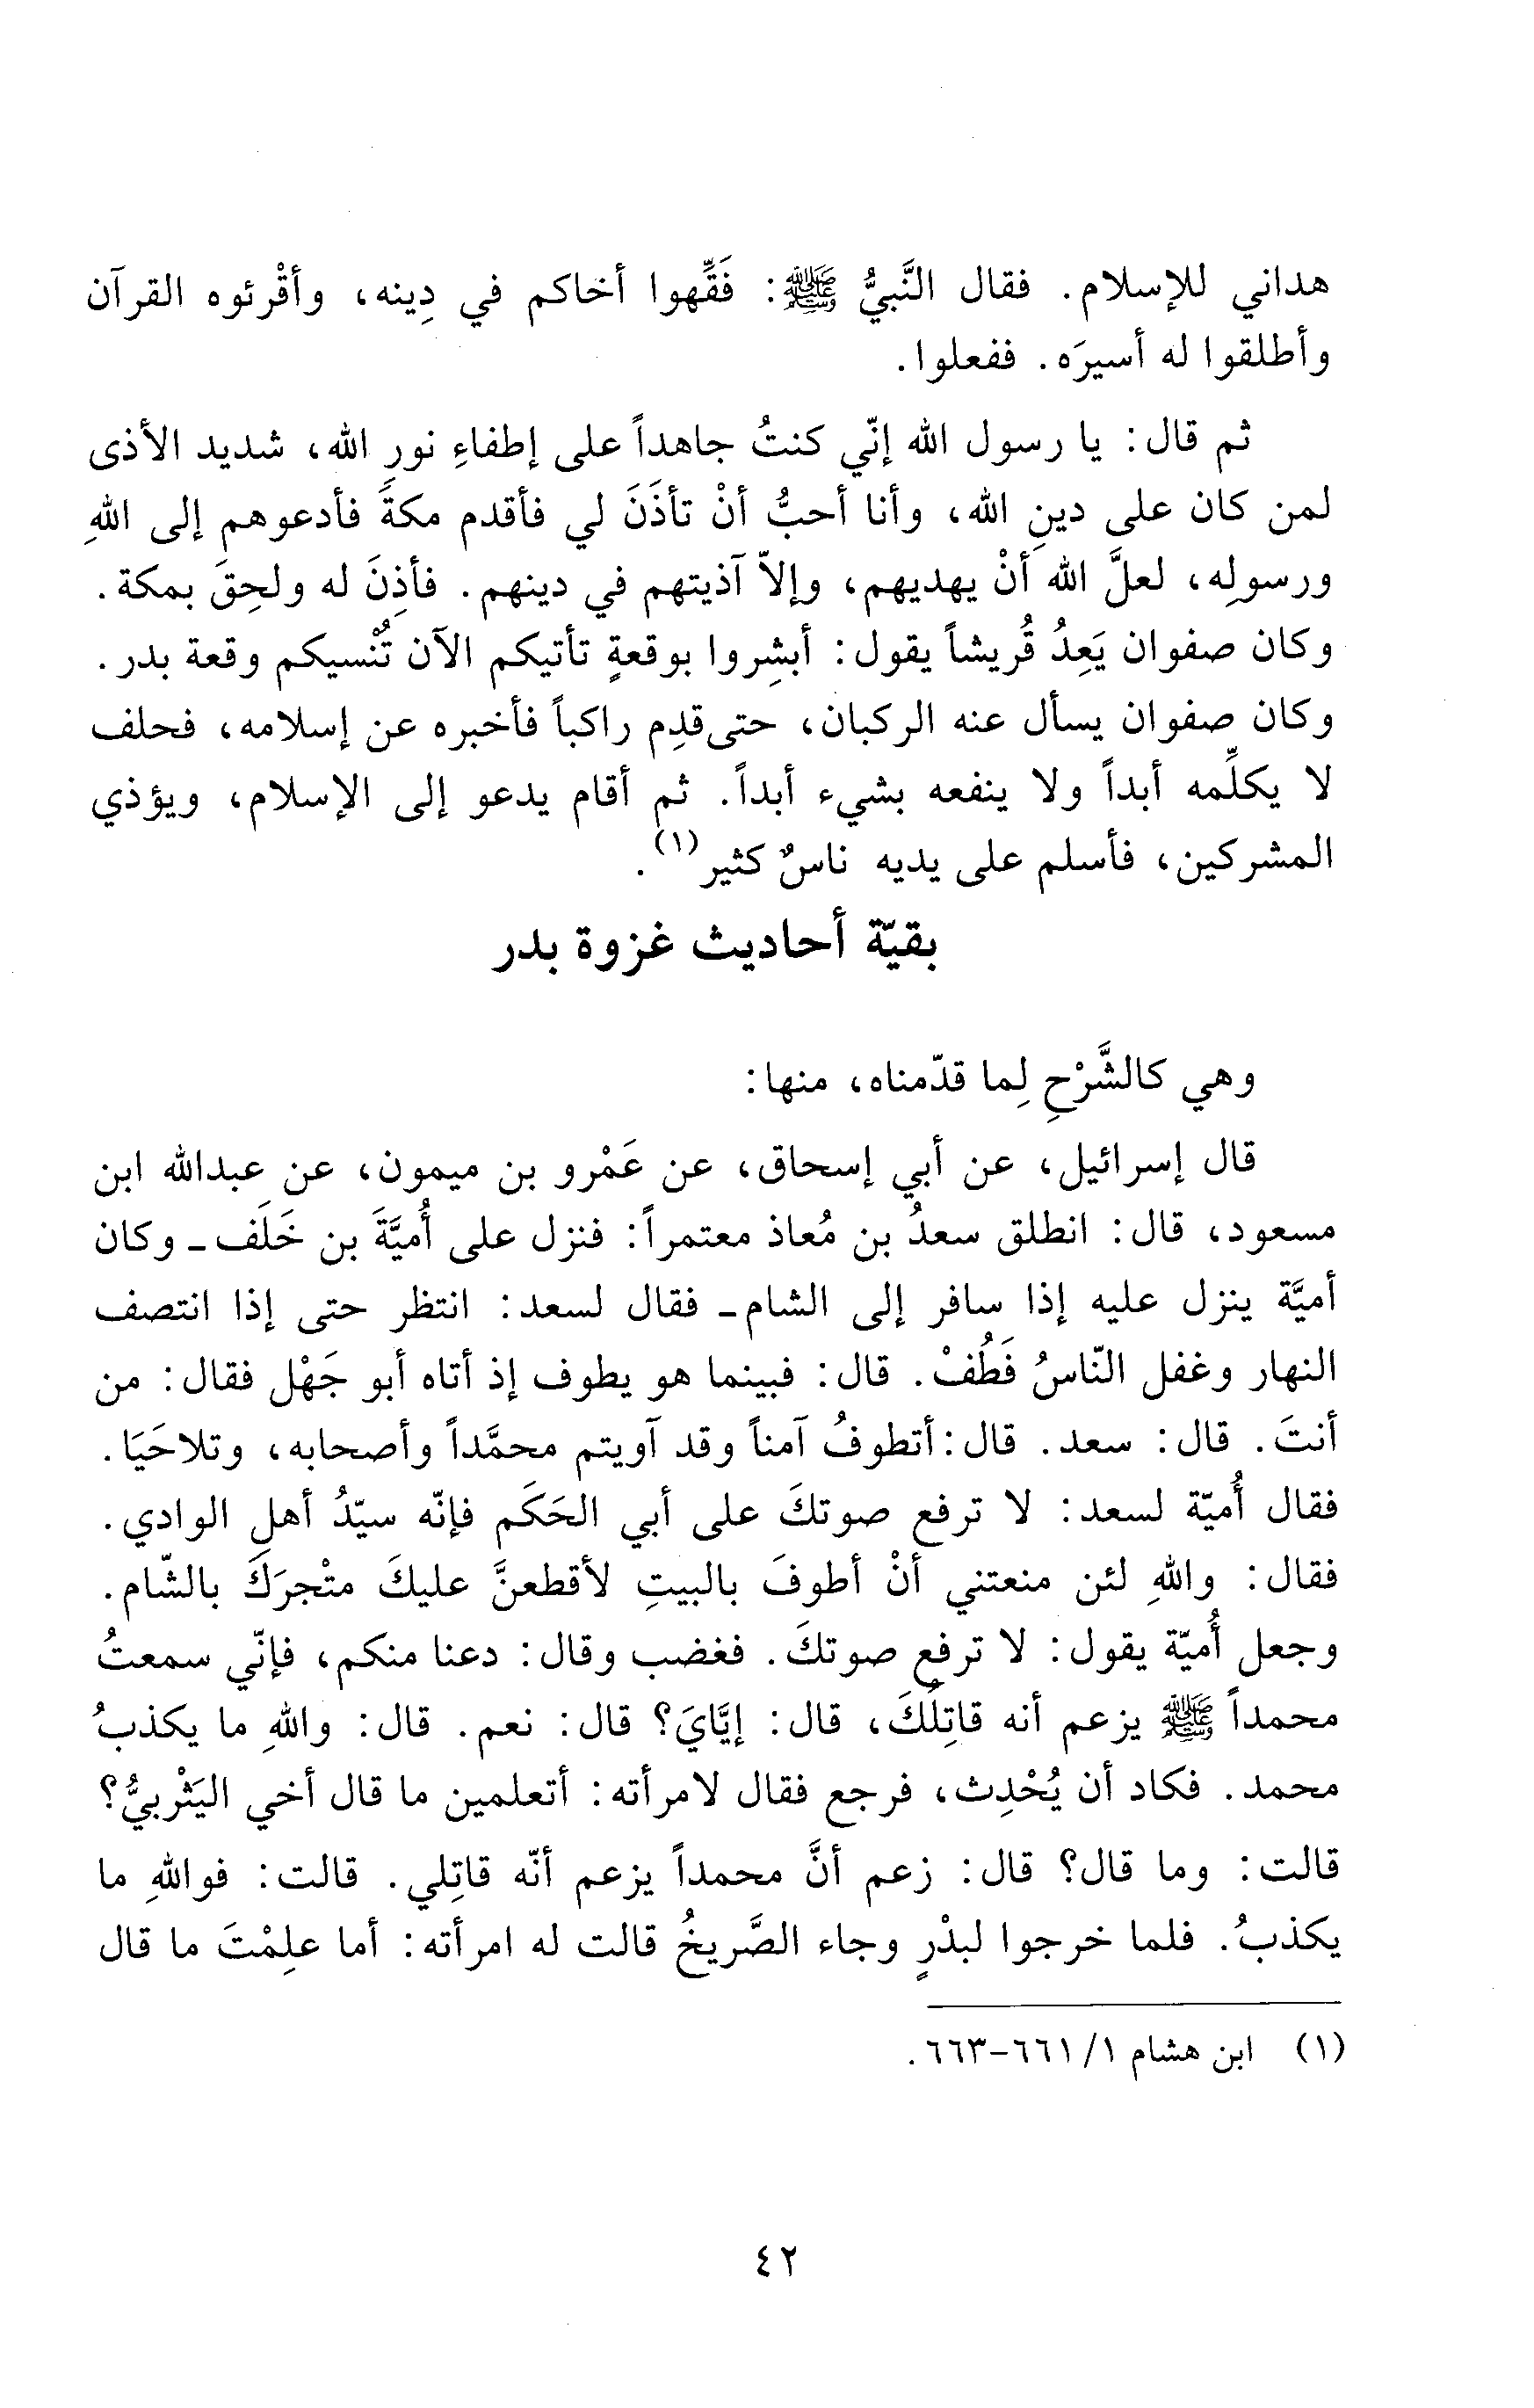 هداني للإسلام. فقال النَّبيُّ ﷺ: فَقِّهوا أخاكم في دِينه، وأقْرئوه القرآن
وأطلقوا له أسيرَه. ففعلوا.
ثم قال: يا رسول الله إنّي كنتُ جاهداً على إطفاءِ نورِ الله، شديد الأذى
لمن كان على دينِ الله، وأنا أحبُّ أنْ تأذَنَ لي فأقدم مكةَ فأدعوهم إلى اللهِ
ورسولِه، لعلَّ الله أنْ يهديهم، وإلاّ آذيتهم في دينهم. فأذِنَ له ولحِقَ بمكة.
وكان صفوان يَعِدُ قُريشاً يقول: أبشِروا بوقعةٍ تأتيكم الآن تُنْسيكم وقعة بدر.
وكان صفوان يسأل عنه الركبان، حتى قدِم راكباً فأخبره عن إسلامه، فحلف
لا يكلِّمه أبداً ولا ينفعه بشيء أبداً. ثم أقام يدعو إلى الإسلام، ويؤذي
المشركين، فأسلم على يديه ناسٌ كثير(١).
بقيّة أحاديث غزوة بدر
وهي كالشَّرْحِ لِما قدّمناه، منها:
قال إسرائيل، عن أبي إسحاق، عن عَمْرو بن ميمون، عن عبدالله ابن
مسعود، قال: انطلق سعدُ بن مُعاذ معتمراً: فنزل على أُميَّةَ بن خَلَف ـ وكان
أميَّة ينزل عليه إذا سافر إلى الشام ـ فقال لسعد: انتظر حتى إذا انتصف
النهار وغفل النّاسُ فَطُفْ. قال: فبينما هو يطوف إذ أتاه أبو جَهْل فقال: من
أنتَ. قال: سعد. قال: أتطوفُ آمناً وقد آويتم محمَّداً وأصحابه، وتلاحَيَا.
فقال أُميّة لسعد: لا ترفع صوتكَ على أبي الحَكَم فإنّه سيّدُ أهلِ الوادي.
فقال: واللهِ لئن منعتني أنْ أطوفَ بالبيتِ لأقطعنَّ عليكَ متْجرَكَ بالشّام.
وجعل أُميّة يقول: لا ترفع صوتكَ. فغضب وقال: دعنا منكم، فإنّي سمعتُ
محمداً ﷺ يزعم أنه قاتِلُكَ، قال: إيَّايَ؟ قال: نعم. قال: واللهِ ما يكذبُ
محمد. فكاد أن يُحْدِث، فرجع فقال لامرأته: أتعلمين ما قال أخي اليَثْربيُّ؟
قالت: وما قال؟ قال: زعم أنَّ محمداً يزعم أنّه قاتِلي. قالت: فواللهِ ما
يكذبُ. فلما خرجوا لبدْرٍ وجاء الصَّريخُ قالت له امرأته: أما علِمْتَ ما قال
(١) ابن هشام ١/ ٦٦١-٦٦٣.
٤٢